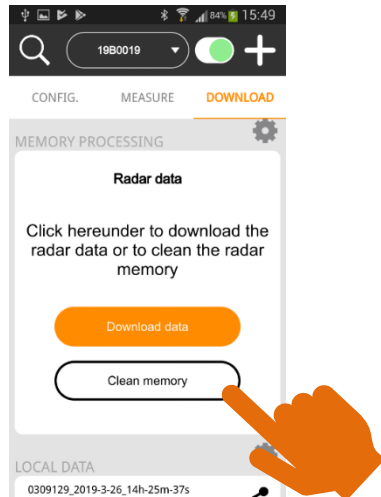 84% 15:49
19B0019
CONFIG. MEASURE DOWNLOAD
MEMORY PROCESSING
Radar data
Click hereunder to download the
radar data or to clean the radar
memory
Download data
Clean memory
LOCAL DATA
0309129_2019-3-26_14h-25m-37s